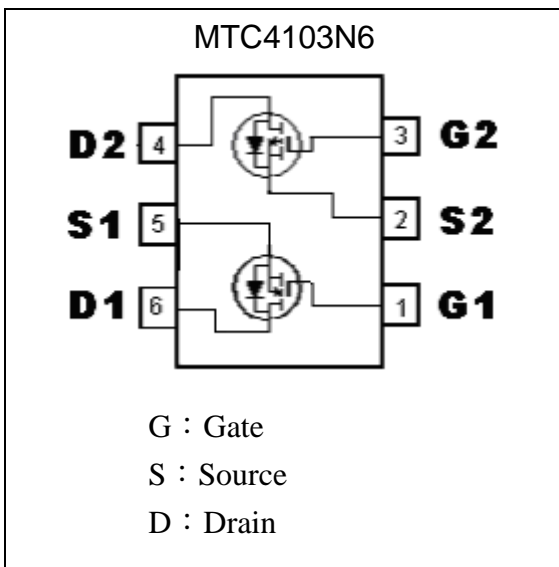 MTC4103N6
D2 4 3 G2
S1 5 2 S2
D1 6 1 G1
G：Gate
S：Source
D：Drain